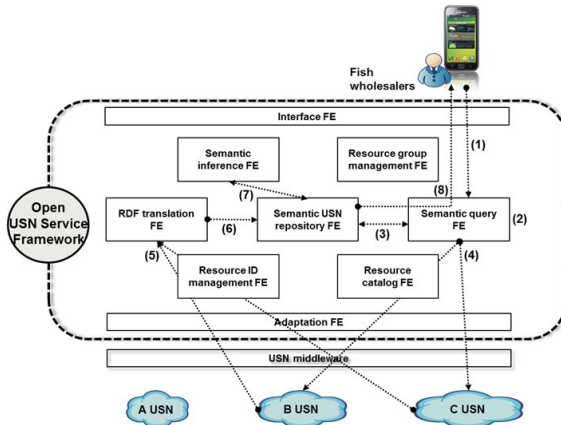 Fish
wholesalers
Interface FE
(1)
Semantic
inference FE
Resource group
management FE
(7)
(8)
Open
USN Service
Framework
RDF translation
FE
(6)
Semantic USN
repository FE
(3)
Semantic query
FE
(2)
(5)
(4)
Resource ID
management FE
Resource
catalog FE
Adaptation FE
USN middleware
A USN
B USN
C USN